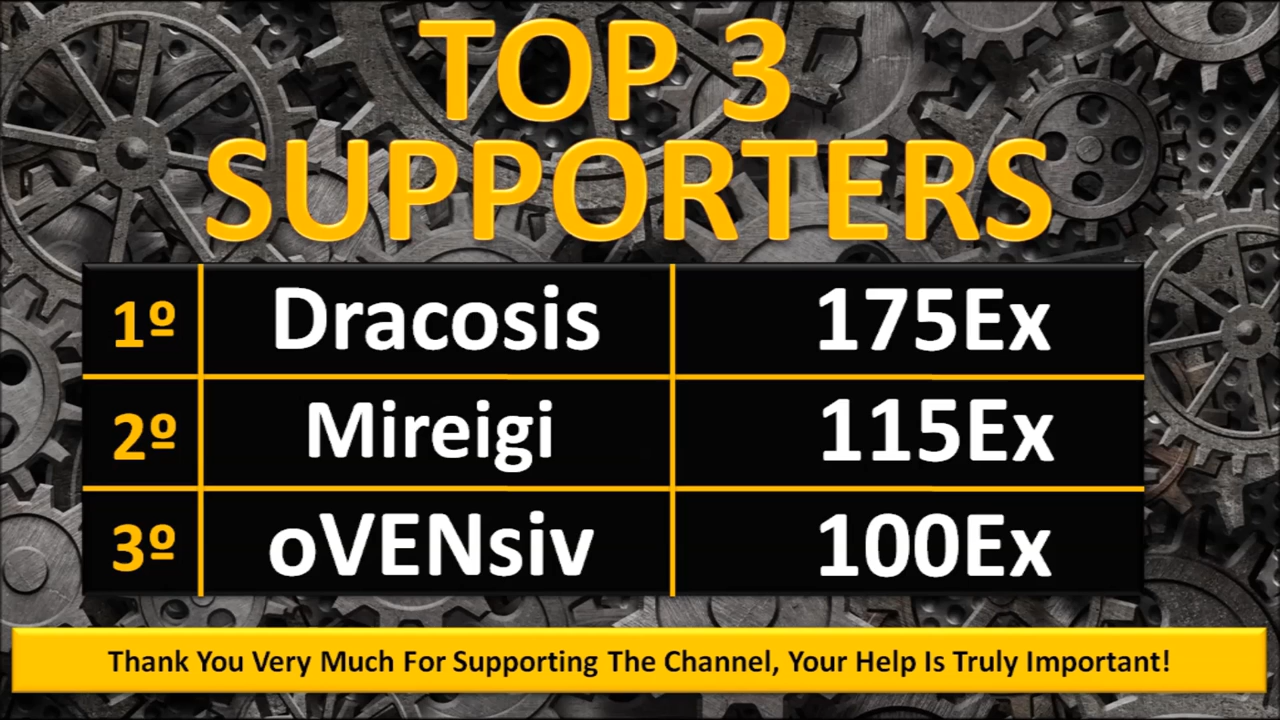 TOP 3
SUPPORTERS
1º Dracosis 175Ex
2º Mireigi 115Ex
3º oVENsiv 100Ex
Thank You Very Much For Supporting The Channel, Your Help Is Truly Important!